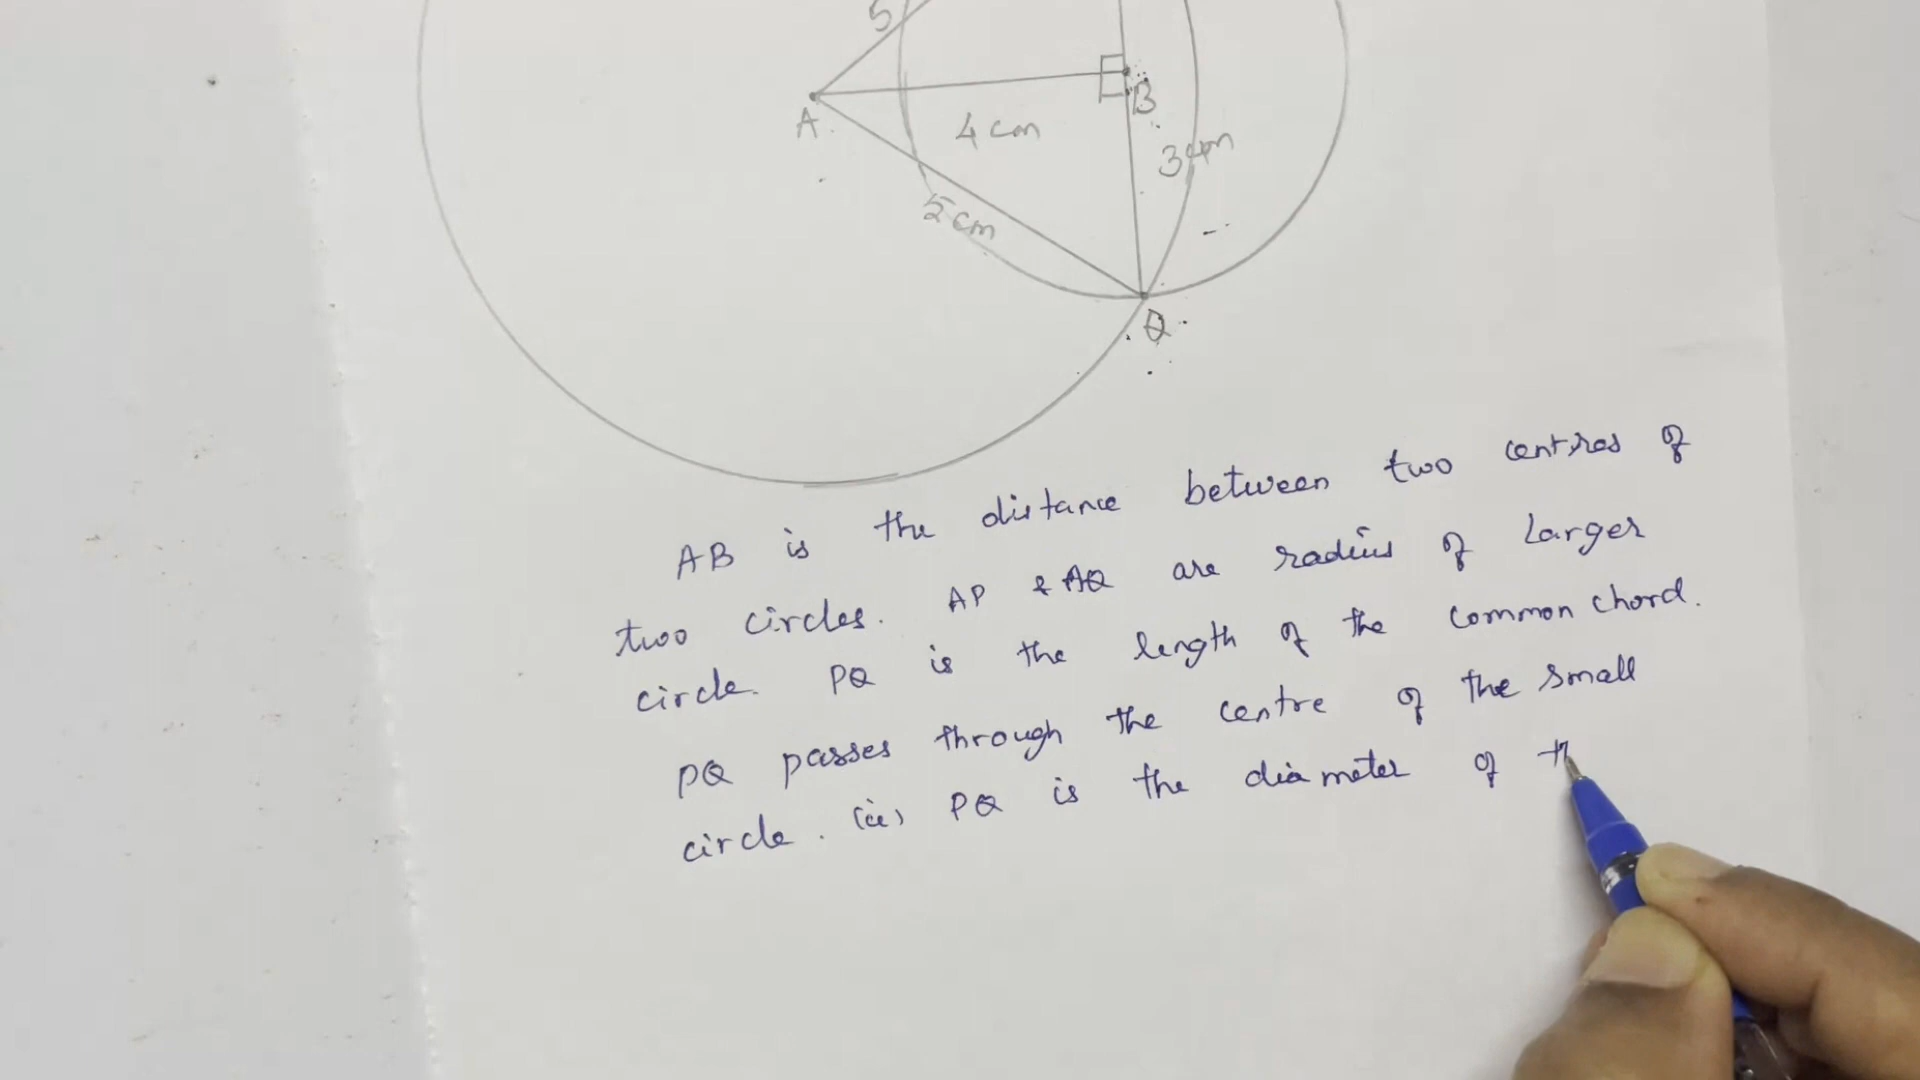 5
A
B
4 cm
3 cm
5 cm
Q
AB is the distance between two centres of
two circles. AP & AQ are radius of Larger
circle. PQ is the length of the common chord.
PQ passes through the centre of the small
circle. (ie) PQ is the diameter of th